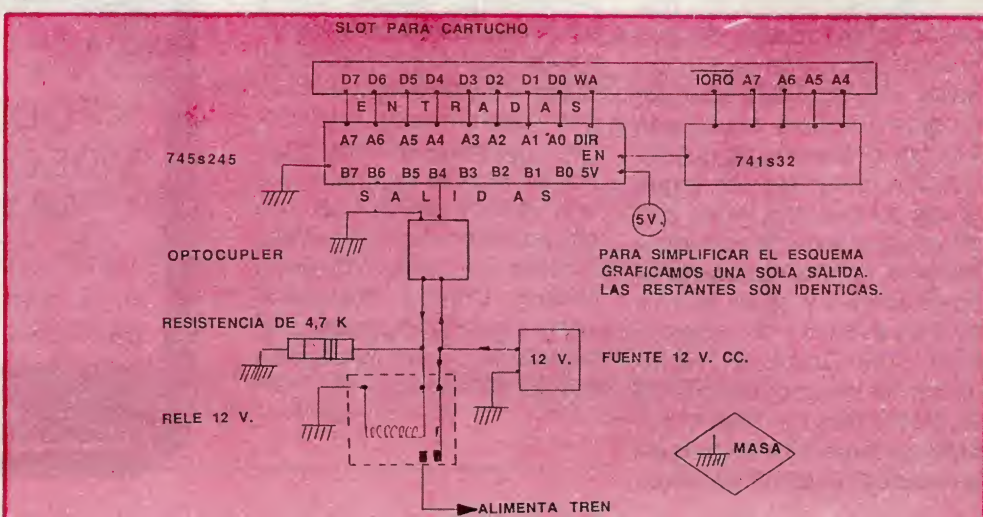 SLOT PARA CARTUCHO
D7 D6 D5 D4 D3 D2 D1 D0 WA
IORQ A7 A6 A5 A4
E N T R A D A S
A7 A6 A5 A4 A3 A2 A1 A0 DIR
EN
745s245
741s32
B7 B6 B5 B4 B3 B2 B1 B0 5V
S A L I D A S
5V.
OPTOCUPLER
PARA SIMPLIFICAR EL ESQUEMA
GRAFICAMOS UNA SOLA SALIDA.
LAS RESTANTES SON IDENTICAS.
RESISTENCIA DE 4,7 K
12 V.
FUENTE 12 V. CC.
RELE 12 V.
MASA
ALIMENTA TREN